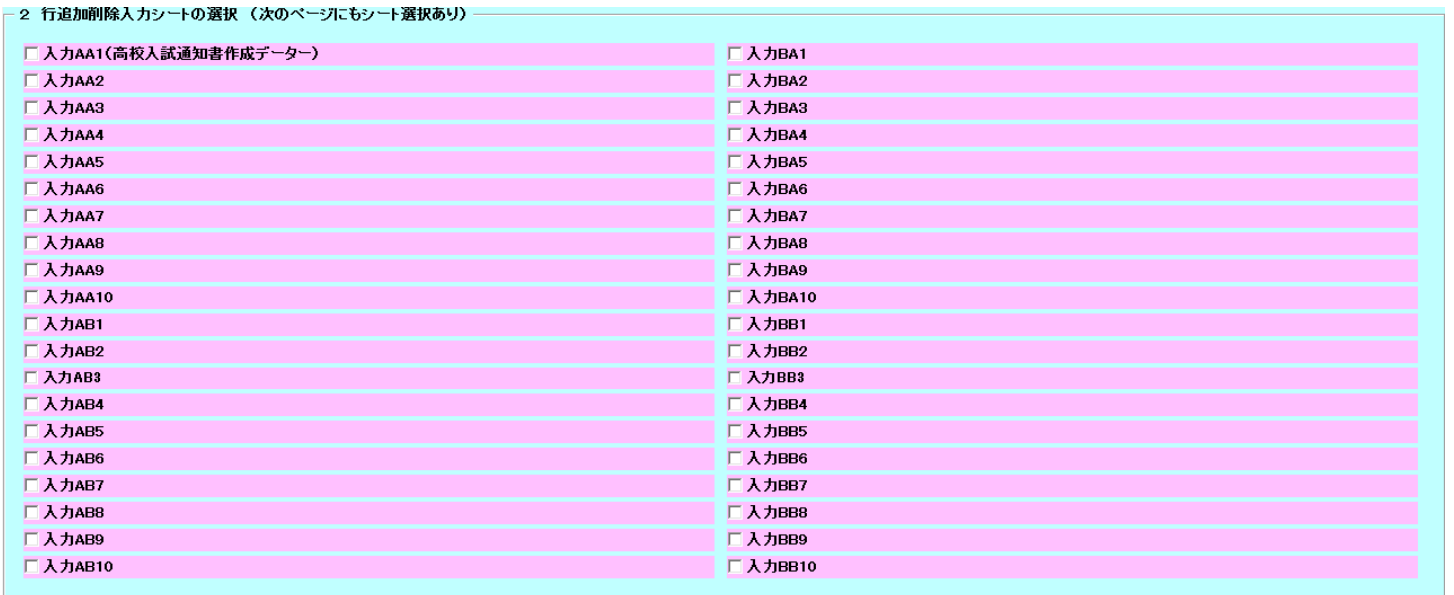 2 行追加削除入力シートの選択 (次のページにもシート選択あり)
入力AA1(高校入試通知書作成データー)
入力AA2
入力AA3
入力AA4
入力AA5
入力AA6
入力AA7
入力AA8
入力AA9
入力AA10
入力AB1
入力AB2
入力AB3
入力AB4
入力AB5
入力AB6
入力AB7
入力AB8
入力AB9
入力AB10
入力BA1
入力BA2
入力BA3
入力BA4
入力BA5
入力BA6
入力BA7
入力BA8
入力BA9
入力BA10
入力BB1
入力BB2
入力BB3
入力BB4
入力BB5
入力BB6
入力BB7
入力BB8
入力BB9
入力BB10